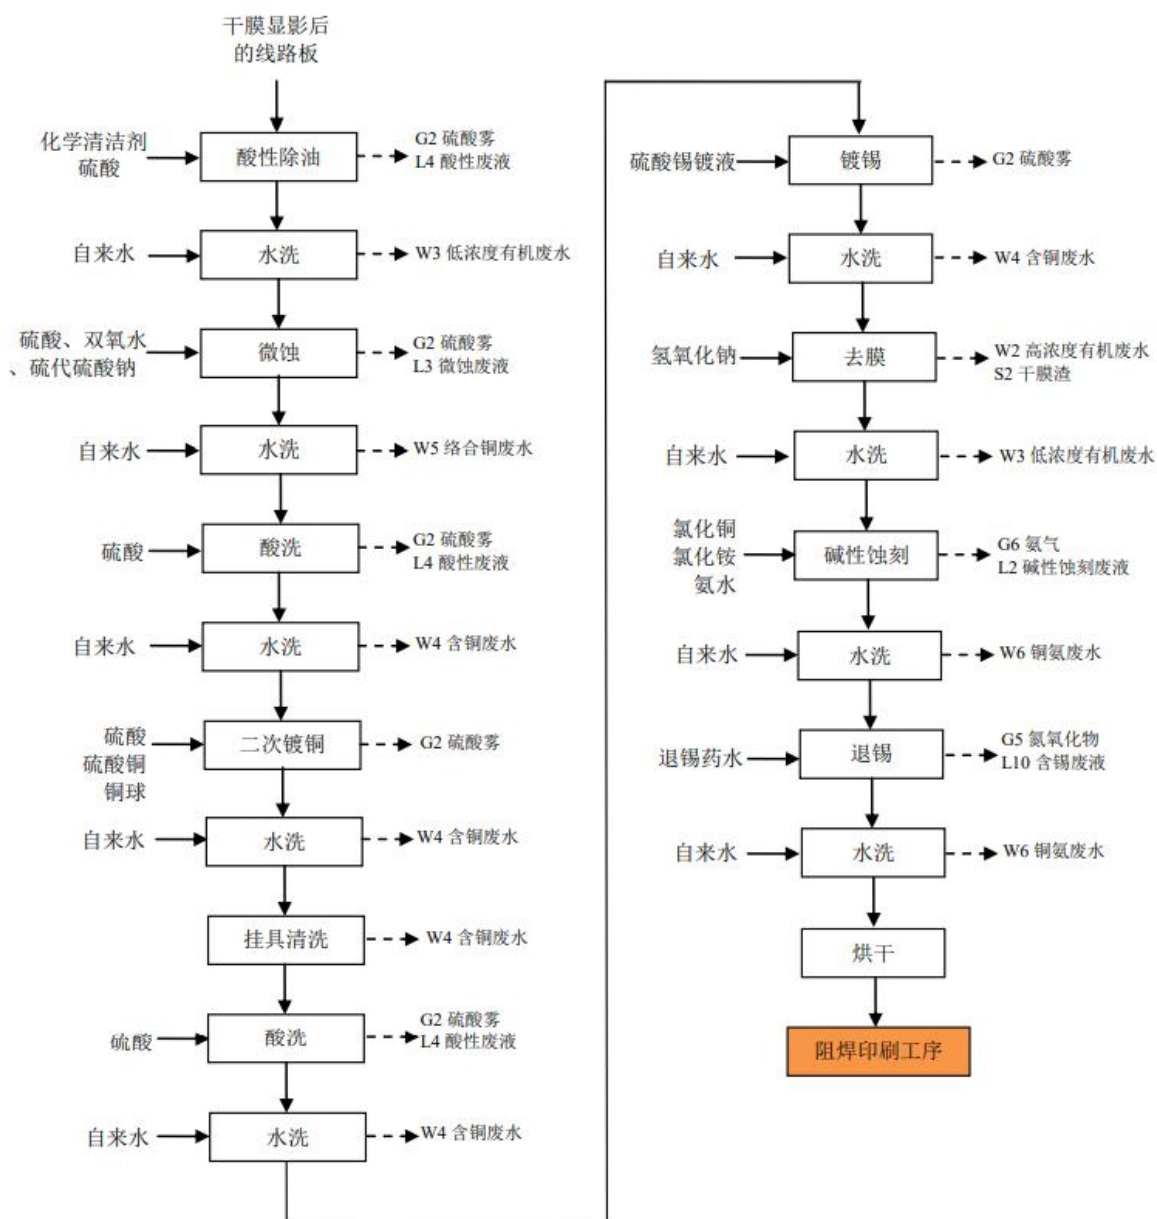 干膜显影后
的线路板
化学清洁剂
硫酸
酸性除油
G2 硫酸雾
L4 酸性废液
自来水
水洗
W3 低浓度有机废水
硫酸、双氧水
、硫代硫酸钠
微蚀
G2 硫酸雾
L3 微蚀废液
自来水
水洗
W5 络合铜废水
硫酸
酸洗
G2 硫酸雾
L4 酸性废液
自来水
水洗
W4 含铜废水
硫酸
硫酸铜
铜球
二次镀铜
G2 硫酸雾
自来水
水洗
W4 含铜废水
挂具清洗
W4 含铜废水
硫酸
酸洗
G2 硫酸雾
L4 酸性废液
自来水
水洗
W4 含铜废水
硫酸锡镀液
镀锡
G2 硫酸雾
自来水
水洗
W4 含铜废水
氢氧化钠
去膜
W2 高浓度有机废水
S2 干膜渣
自来水
水洗
W3 低浓度有机废水
氯化铜
氯化铵
氨水
碱性蚀刻
G6 氨气
L2 碱性蚀刻废液
自来水
水洗
W6 铜氨废水
退锡药水
退锡
G5 氮氧化物
L10 含锡废液
自来水
水洗
W6 铜氨废水
烘干
阻焊印刷工序